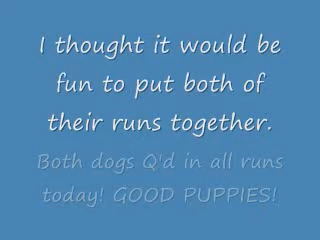 I thought it would be
fun to put both of
their runs together.
Both dogs Q'd in all runs
today! GOOD PUPPIES!